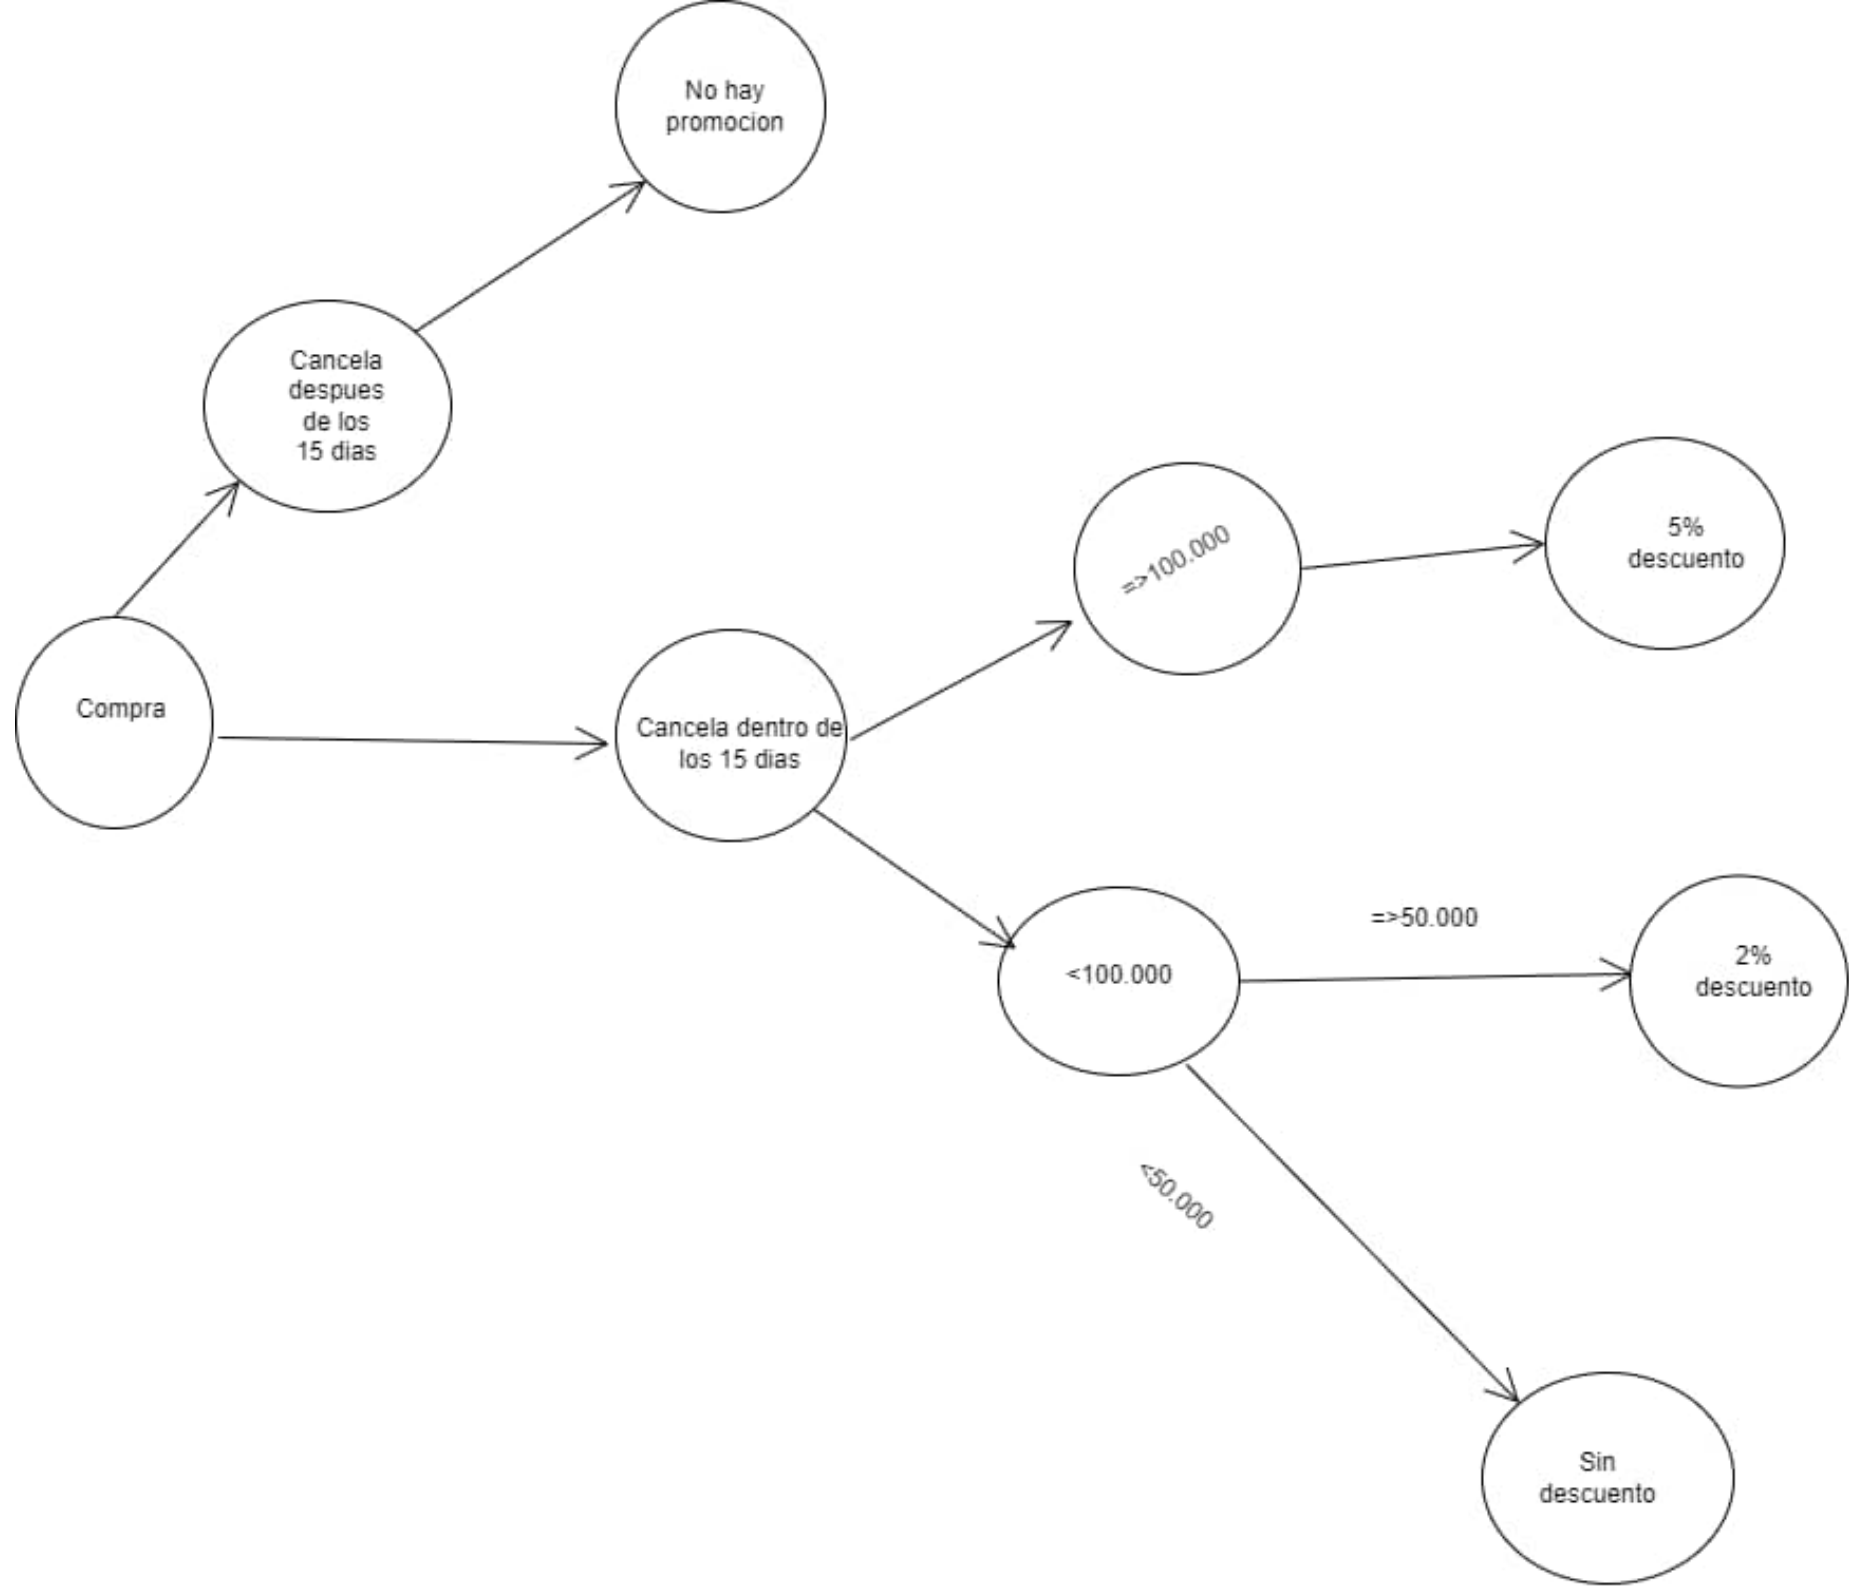 No hay
promocion
Cancela
despues
de los
15 dias
Compra
Cancela dentro de
los 15 dias
=>100.000
5%
descuento
<100.000
=>50.000
2%
descuento
<50.000
Sin
descuento